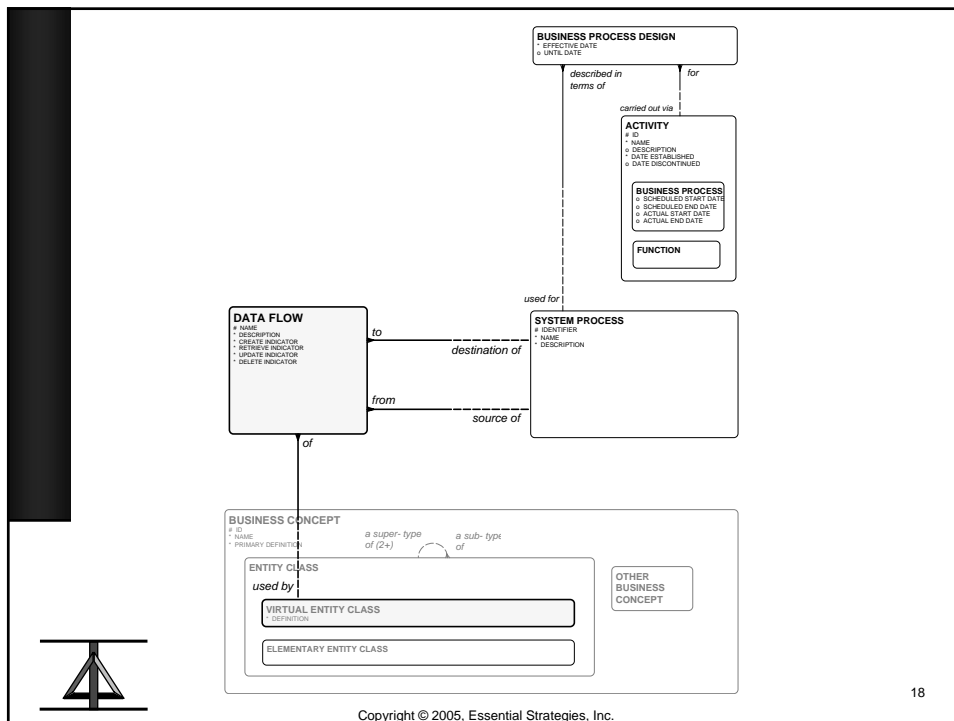 BUSINESS PROCESS DESIGN
* EFFECTIVE DATE
o UNTIL DATE
described in
terms of
for
carried out via
ACTIVITY
# ID
* NAME
o DESCRIPTION
* DATE ESTABLISHED
o DATE DISCONTINUED
BUSINESS PROCESS
o SCHEDULED START DATE
o SCHEDULED END DATE
o ACTUAL START DATE
o ACTUAL END DATE
FUNCTION
used for
DATA FLOW
# NAME
* DESCRIPTION
* CREATE INDICATOR
* RETRIEVE INDICATOR
* UPDATE INDICATOR
* DELETE INDICATOR
to
destination of
from
source of
of
SYSTEM PROCESS
# IDENTIFIER
* NAME
* DESCRIPTION
BUSINESS CONCEPT
# ID
* NAME
* PRIMARY DEFINITION
a super- type
of (2+)
a sub- type
of
ENTITY CLASS
used by
VIRTUAL ENTITY CLASS
* DEFINITION
ELEMENTARY ENTITY CLASS
OTHER
BUSINESS
CONCEPT
18
Copyright © 2005, Essential Strategies, Inc.